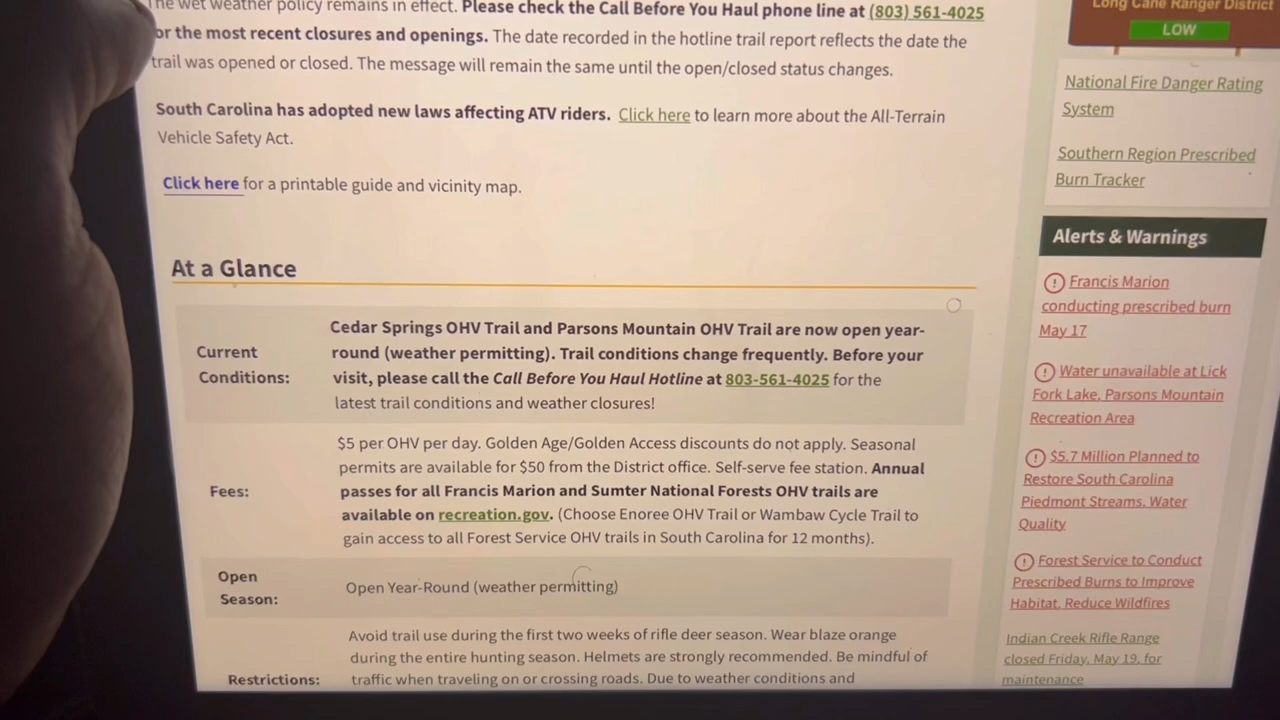 The wet weather policy remains in effect. Please check the Call Before You Haul phone line at (803) 561-4025
or the most recent closures and openings. The date recorded in the hotline trail report reflects the date the
trail was opened or closed. The message will remain the same until the open/closed status changes.
South Carolina has adopted new laws affecting ATV riders. Click here to learn more about the All-Terrain
Vehicle Safety Act.
Click here for a printable guide and vicinity map.
At a Glance
Current
Conditions:
Cedar Springs OHV Trail and Parsons Mountain OHV Trail are now open year-
round (weather permitting). Trail conditions change frequently. Before your
visit, please call the Call Before You Haul Hotline at 803-561-4025 for the
latest trail conditions and weather closures!
Fees:
$5 per OHV per day. Golden Age/Golden Access discounts do not apply. Seasonal
permits are available for $50 from the District office. Self-serve fee station. Annual
passes for all Francis Marion and Sumter National Forests OHV trails are
available on recreation.gov. (Choose Enoree OHV Trail or Wambaw Cycle Trail to
gain access to all Forest Service OHV trails in South Carolina for 12 months).
Open
Season:
Open Year-Round (weather permitting)
Restrictions:
Avoid trail use during the first two weeks of rifle deer season. Wear blaze orange
during the entire hunting season. Helmets are strongly recommended. Be mindful of
traffic when traveling on or crossing roads. Due to weather conditions and
Long Cane Ranger District
LOW
National Fire Danger Rating
System
Southern Region Prescribed
Burn Tracker
Alerts & Warnings
Francis Marion
conducting prescribed burn
May 17
Water unavailable at Lick
Fork Lake, Parsons Mountain
Recreation Area
$5.7 Million Planned to
Restore South Carolina
Piedmont Streams, Water
Quality
Forest Service to Conduct
Prescribed Burns to Improve
Habitat, Reduce Wildfires
Indian Creek Rifle Range
closed Friday, May 19, for
maintenance